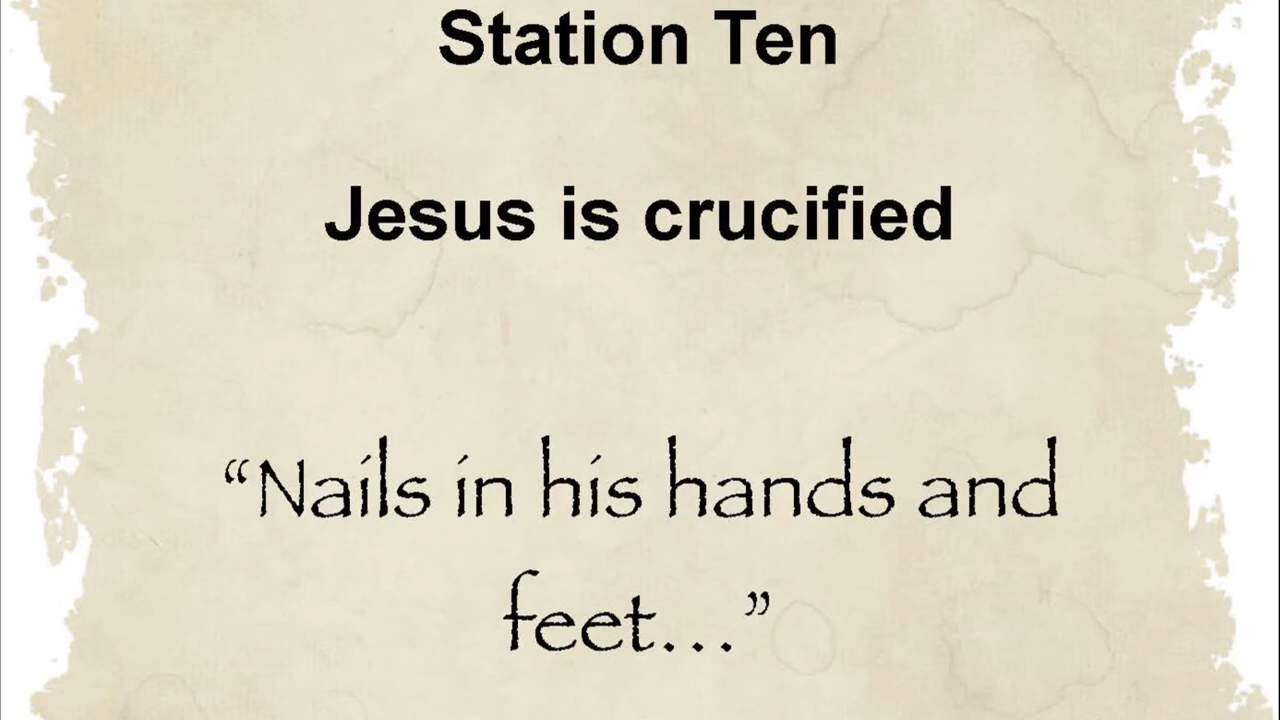 Station Ten
Jesus is crucified
“Nails in his hands and
feet...”